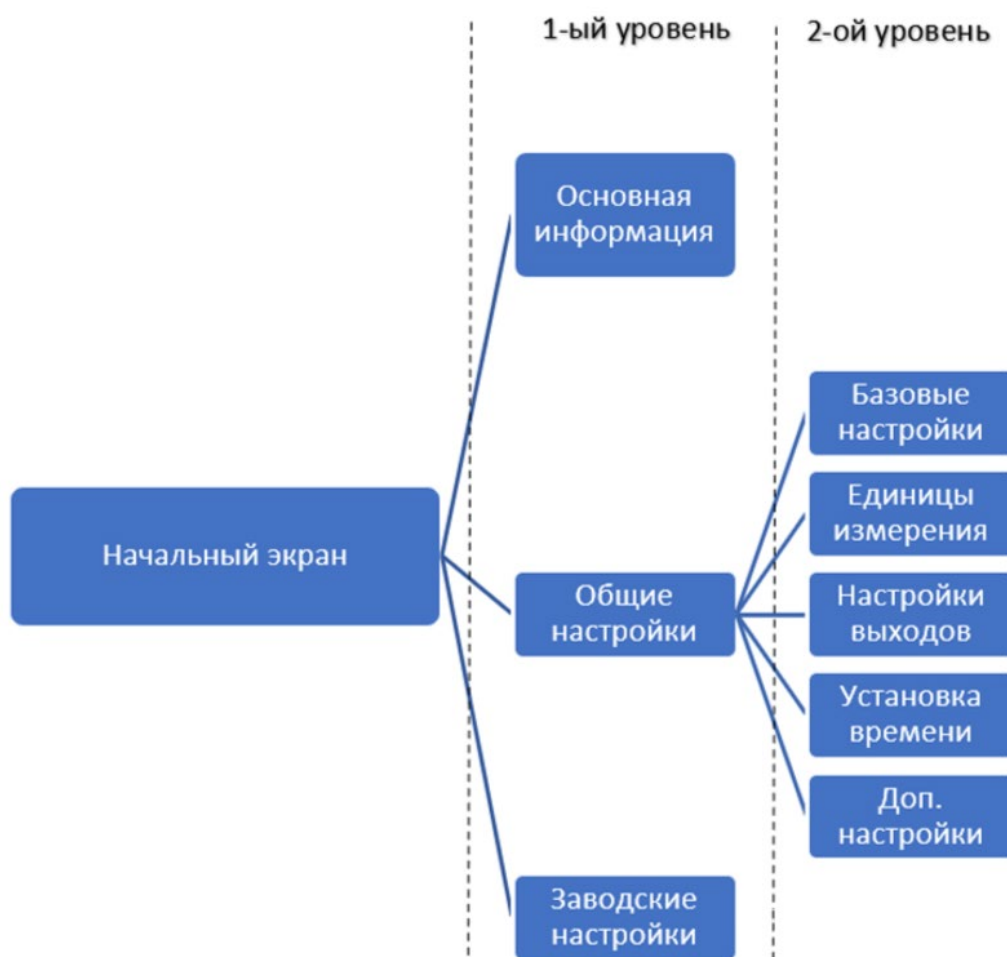 1-ый уровень
2-ой уровень
Основная
информация
Базовые
настройки
Единицы
измерения
Начальный экран
Общие
настройки
Настройки
выходов
Установка
времени
Доп.
настройки
Заводские
настройки